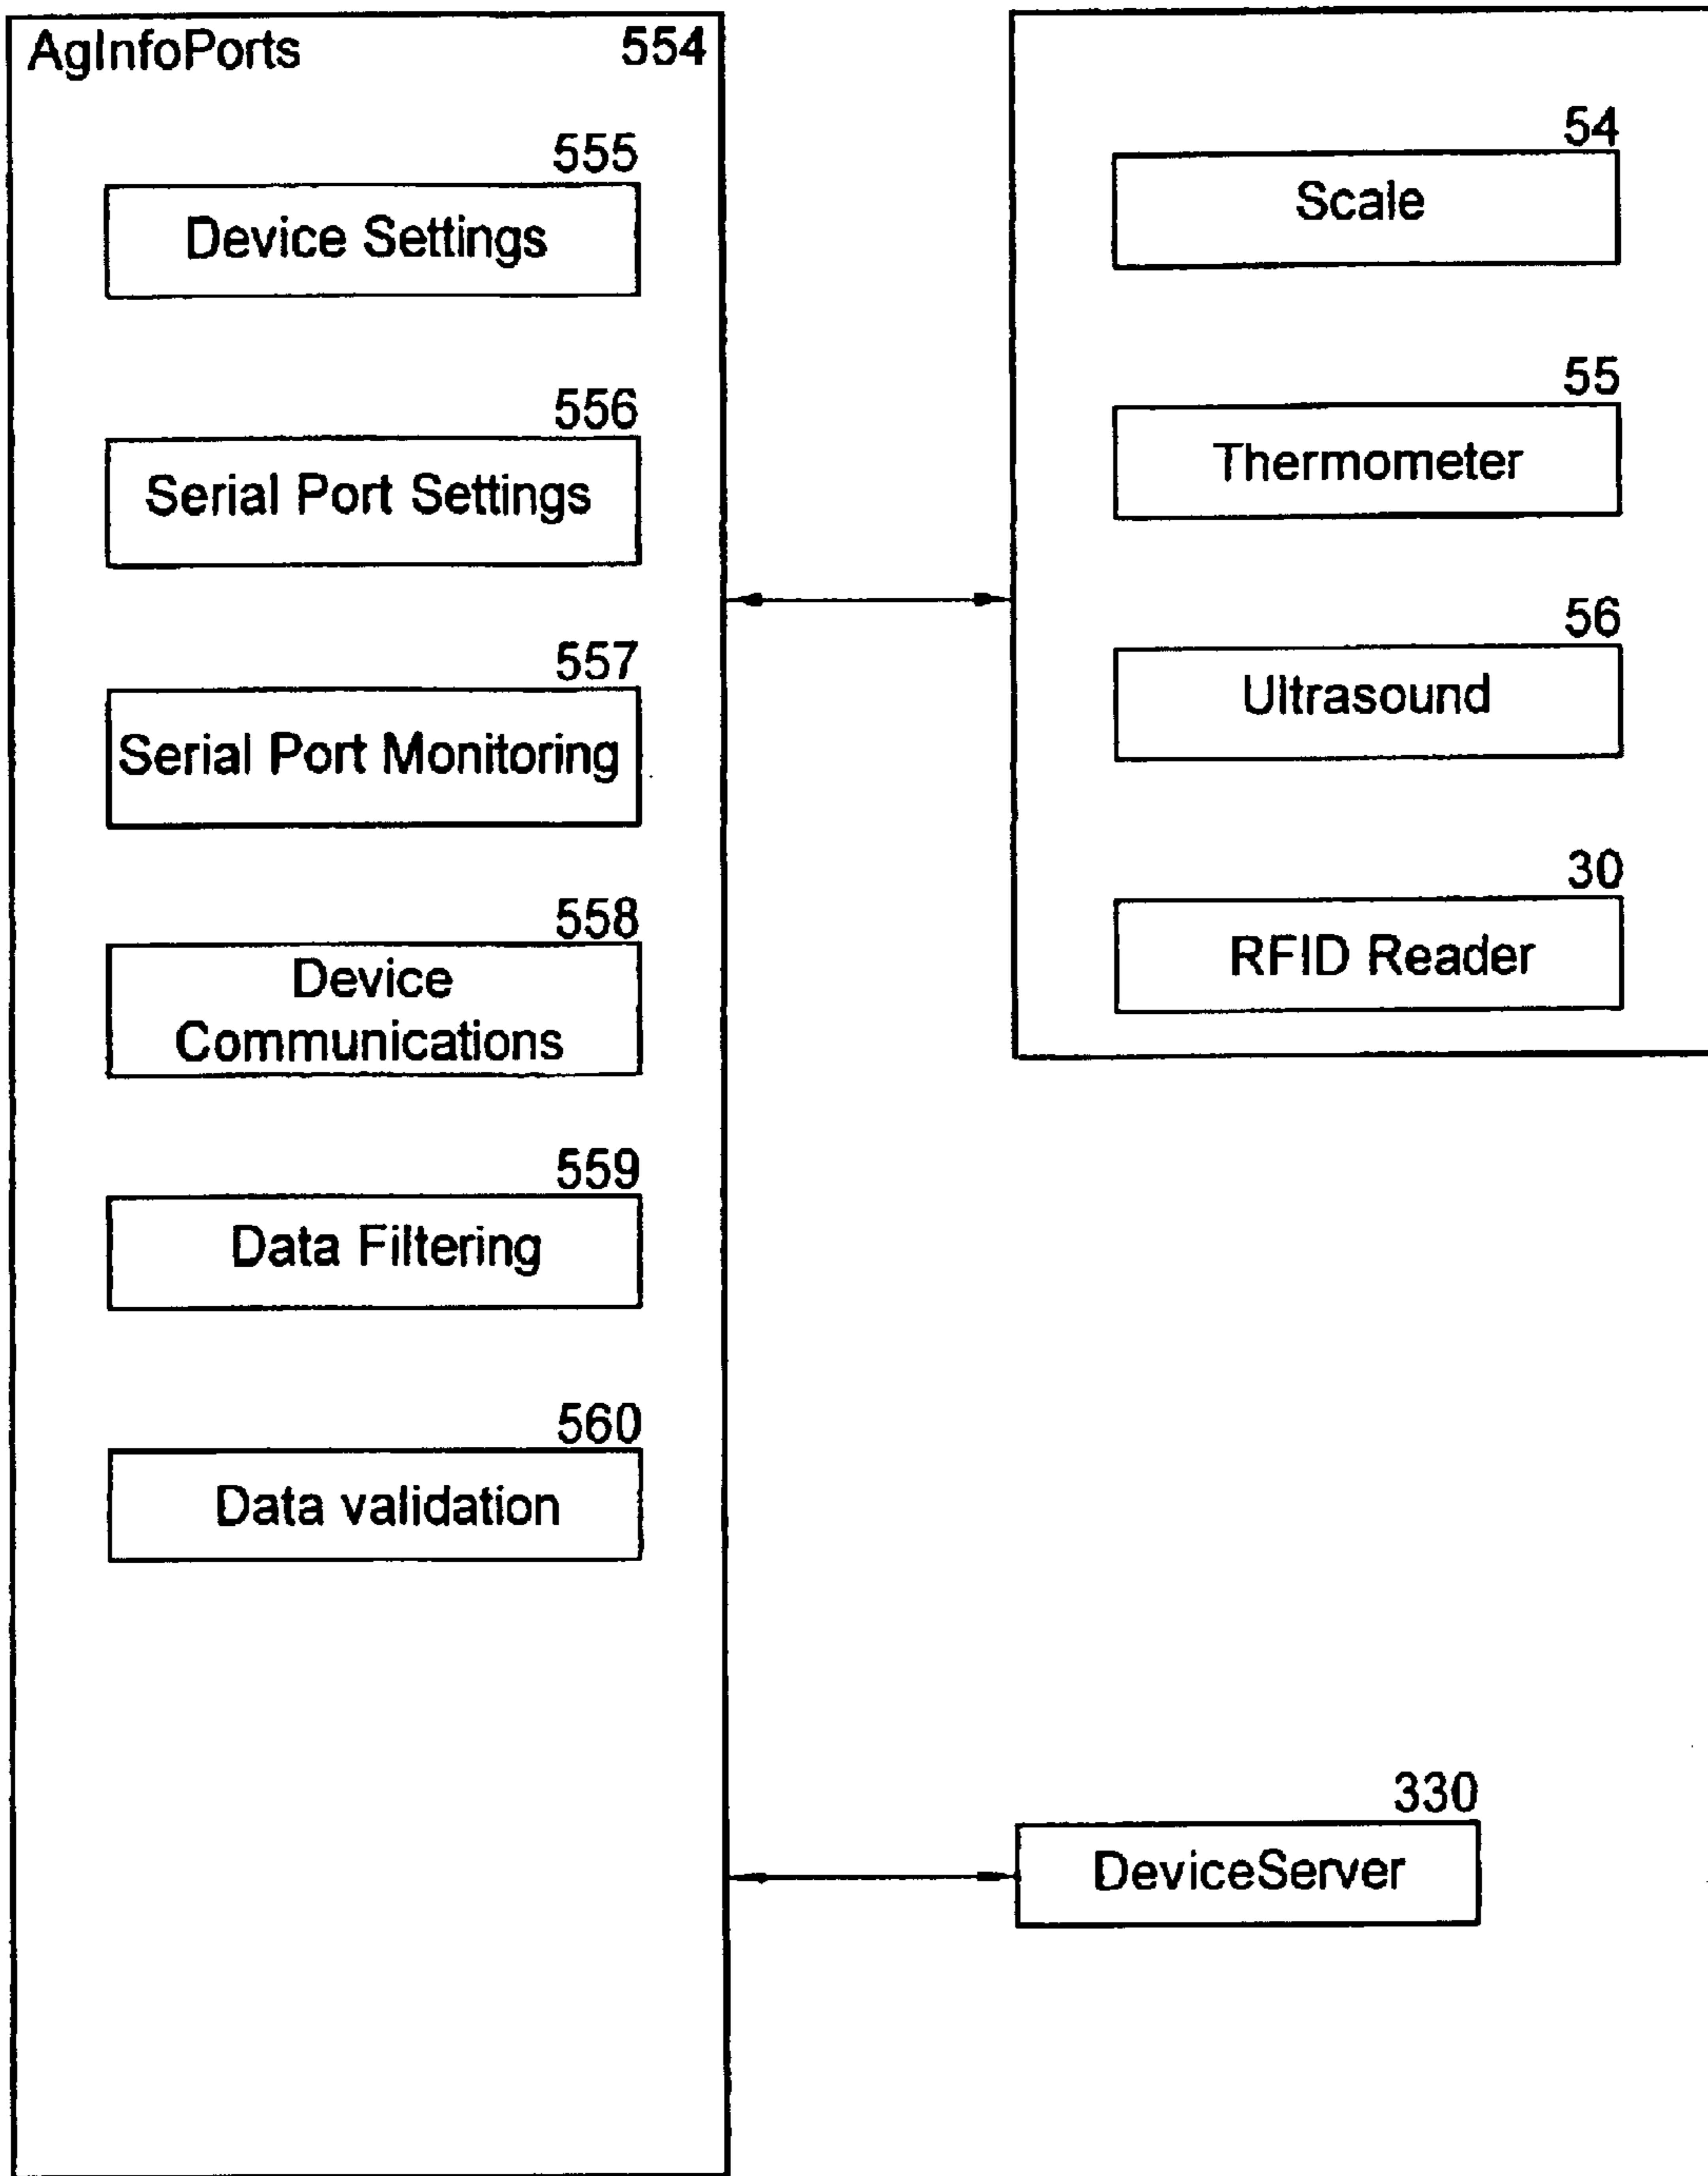 AgInfoPorts 554
555
Device Settings
556
Serial Port Settings
557
Serial Port Monitoring
558
Device
Communications
559
Data Filtering
560
Data validation
54
Scale
55
Thermometer
56
Ultrasound
30
RFID Reader
330
DeviceServer